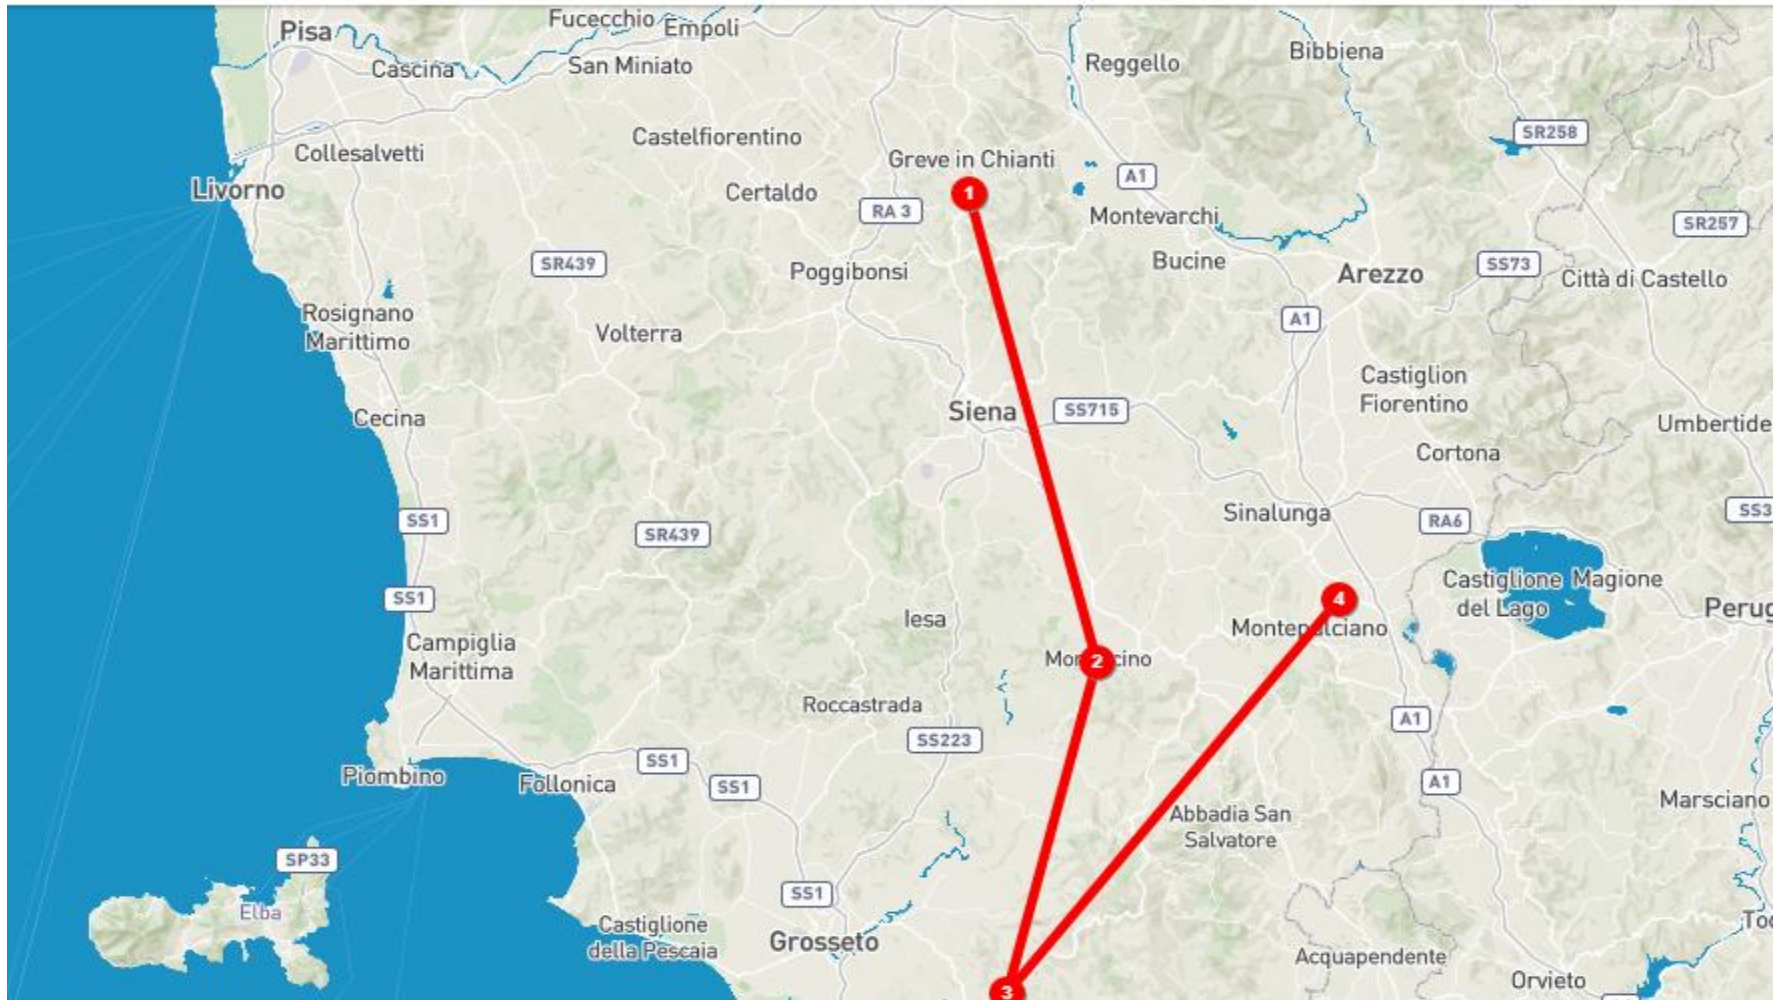 Fucecchio
Pisa
Empoli
Bibbiena
Cascina
San Miniato
Reggello
SR258
Castelfiorentino
Collesalvetti
Greve in Chianti
A1
Livorno
Certaldo
1
RA 3
Montevarchi
SR257
SR439
Poggibonsi
Bucine
Arezzo
SS73
Città di Castello
Rosignano
Marittimo
Volterra
A1
Castiglion
Fiorentino
Cecina
Siena
SS715
Umbertide
Cortona
SS1
SR439
Sinalunga
RA6
SS3
SS1
4
Castiglione
del Lago
Magione
Perug
Iesa
Montepulciano
Campiglia
Marittima
Mon
2
cino
Roccastrada
SS223
A1
Piombino
Follonica
SS1
SS1
A1
Abbadia San
Salvatore
Marsciano
SP33
SS1
Elba
Castiglione
della Pescaia
Grosseto
Acquapendente
Orvieto
3